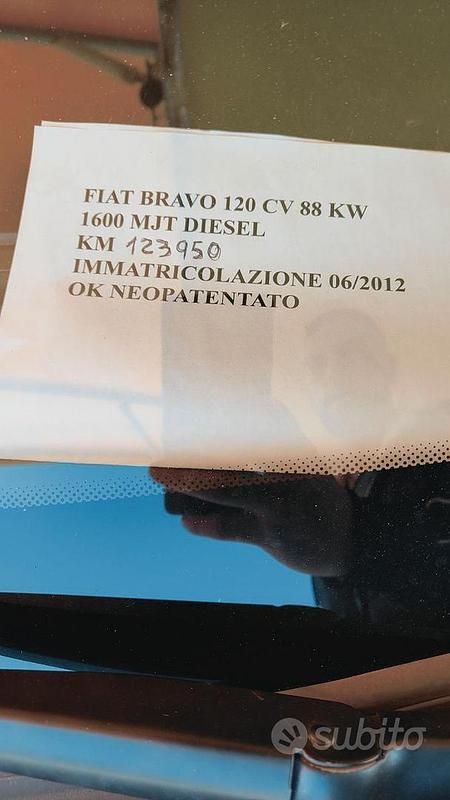 FIAT BRAVO 120 CV 88 KW
1600 MJT DIESEL
KM 123950
IMMATRICOLAZIONE 06/2012
OK NEOPATENTATO
subito